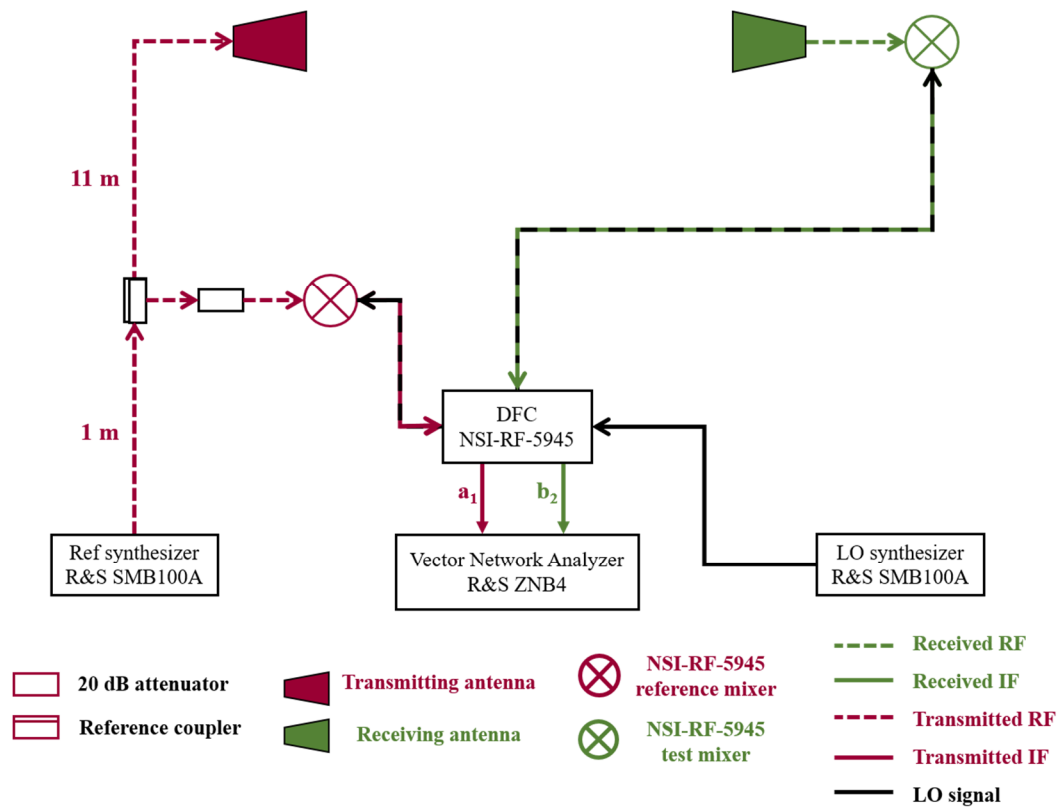 11 m
1 m
DFC
NSI-RF-5945
a1
b2
Ref synthesizer
R&S SMB100A
Vector Network Analyzer
R&S ZNB4
LO synthesizer
R&S SMB100A
20 dB attenuator
Reference coupler
Transmitting antenna
Receiving antenna
NSI-RF-5945
reference mixer
NSI-RF-5945
test mixer
Received RF
Received IF
Transmitted RF
Transmitted IF
LO signal